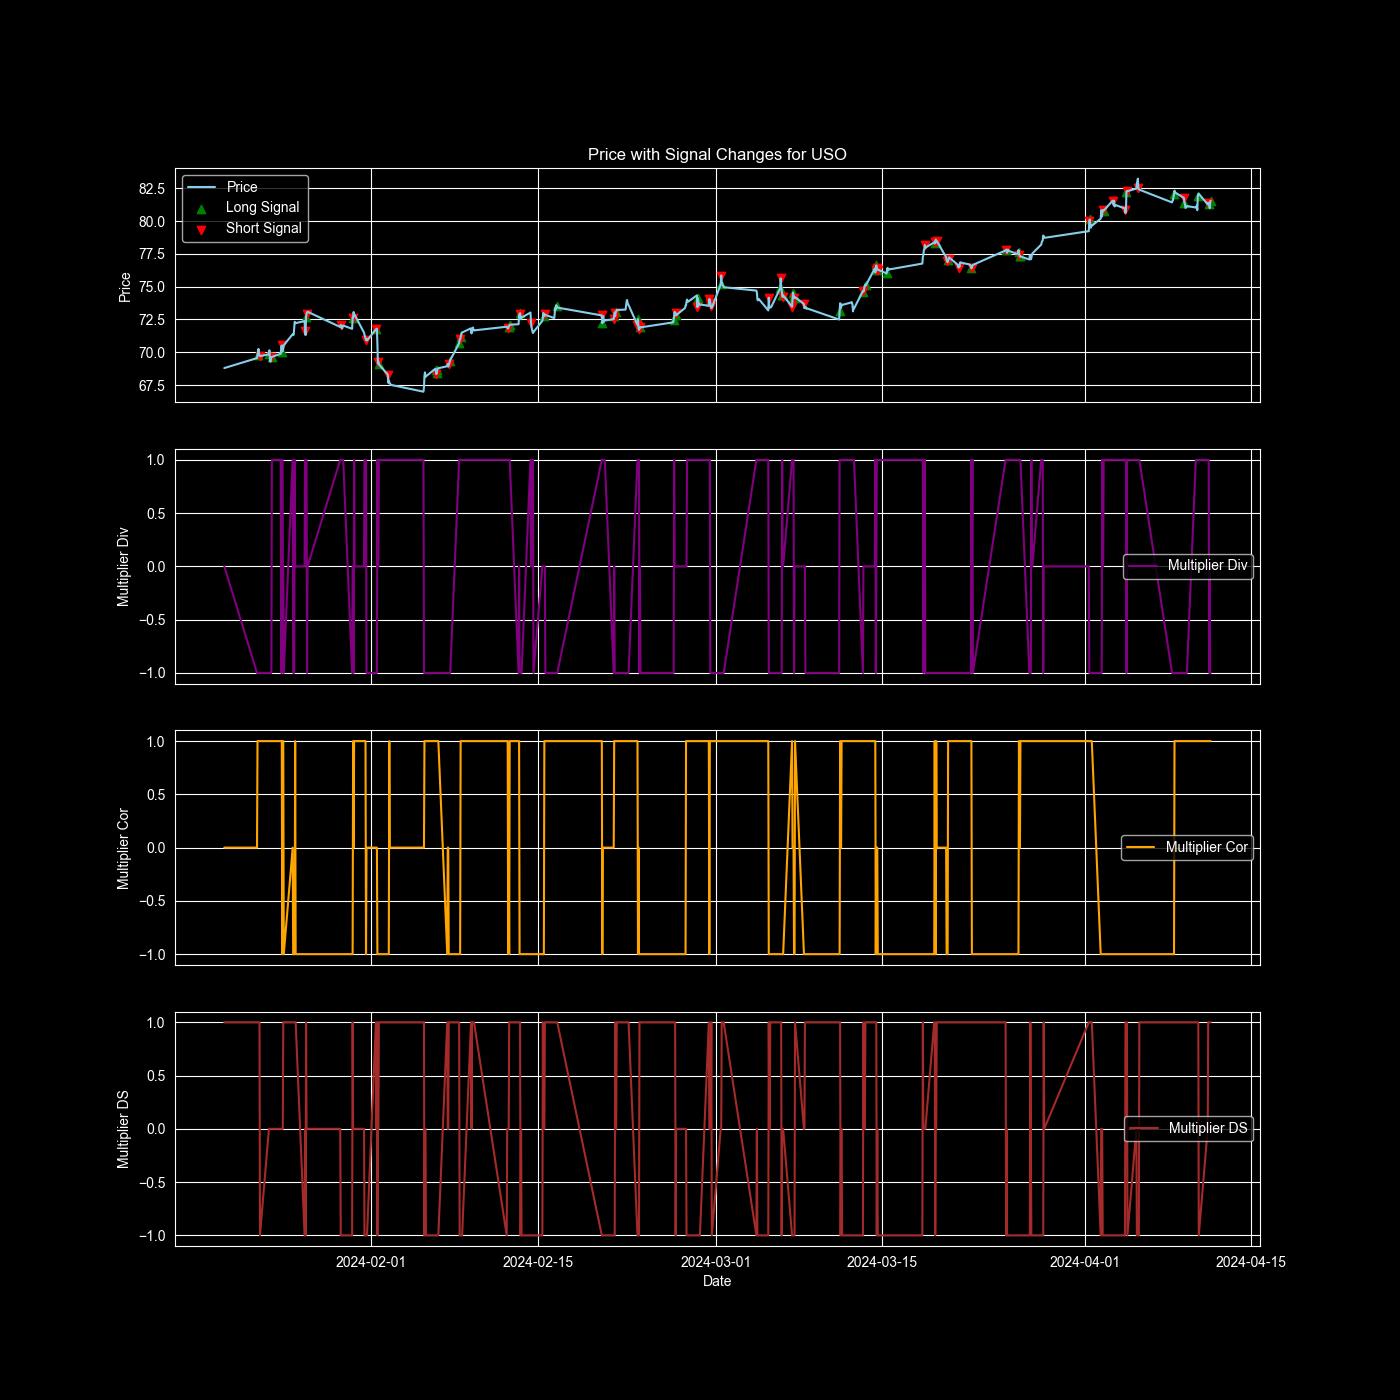 Price with Signal Changes for USO
82.5
80.0
77.5
75.0
72.5
70.0
67.5
Price
Price
Long Signal
Short Signal
1.0
0.5
0.0
−0.5
−1.0
Multiplier Div
Multiplier Div
1.0
0.5
0.0
−0.5
−1.0
Multiplier Cor
Multiplier Cor
1.0
0.5
0.0
−0.5
−1.0
Multiplier DS
Multiplier DS
2024-02-01 2024-02-15 2024-03-01 2024-03-15 2024-04-01 2024-04-15
Date